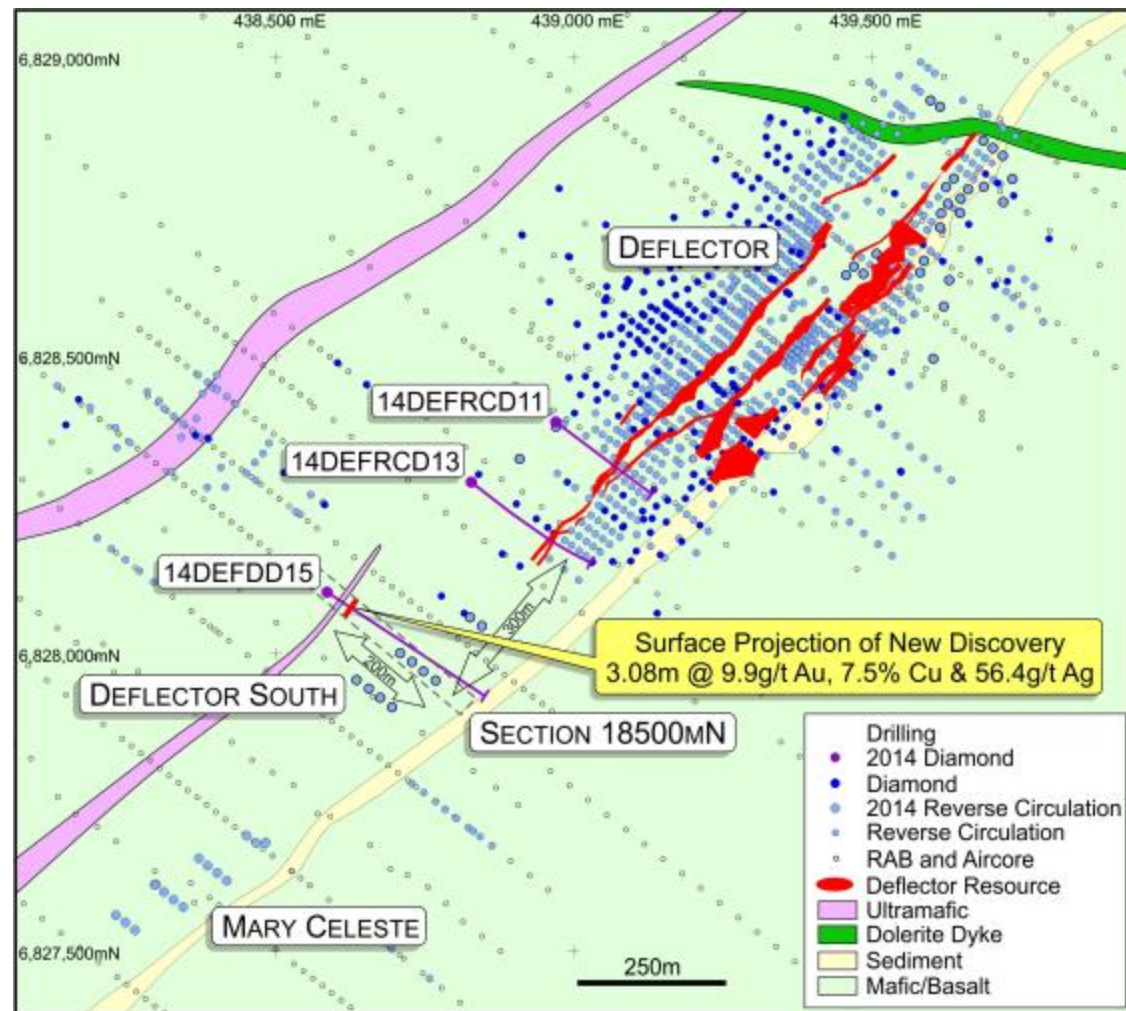 438,500 mE
439,000 mE
439,500 mE
6,829,000mN
DEFLECTOR
6,828,500mN
14DEFRCD11
14DEFRCD13
14DEFDD15
300m
200m
Surface Projection of New Discovery
3.08m @ 9.9g/t Au, 7.5% Cu & 56.4g/t Ag
6,828,000mN
DEFLECTOR SOUTH
SECTION 18500MN
MARY CELESTE
6,827,500mN
250m
Drilling
2014 Diamond
Diamond
2014 Reverse Circulation
Reverse Circulation
RAB and Aircore
Deflector Resource
Ultramafic
Dolerite Dyke
Sediment
Mafic/Basalt